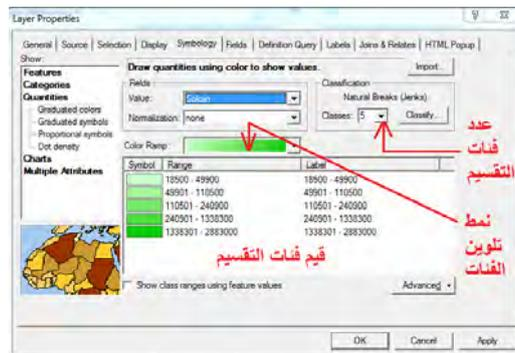 Layer Properties
General Source Selection Display Symbology Fields Definition Query Labels Joins & Relates HTML Popup
Show:
Features
Categories
Quantities
Graduated colors
Graduated symbols
Proportional symbols
Dot density
Charts
Multiple Attributes
Draw quantities using color to show values.
Import...
Fields
Value:
Normalization: none
Classification
Natural Breaks (Jenks)
Classes: 5
Classify...
Color Ramp:
Symbol Range Label
18500 - 49900 18500 - 49900
49901 - 110500 49901 - 110500
110501 - 240900 110501 - 240900
240901 - 1338300 240901 - 1338300
1338301 - 2883000 1338301 - 2883000
Show class ranges using feature values
Advanced
OK Cancel Apply
عدد
فئات
التقسيم
نمط
تلوين
الفئات
قيم فئات التقسيم